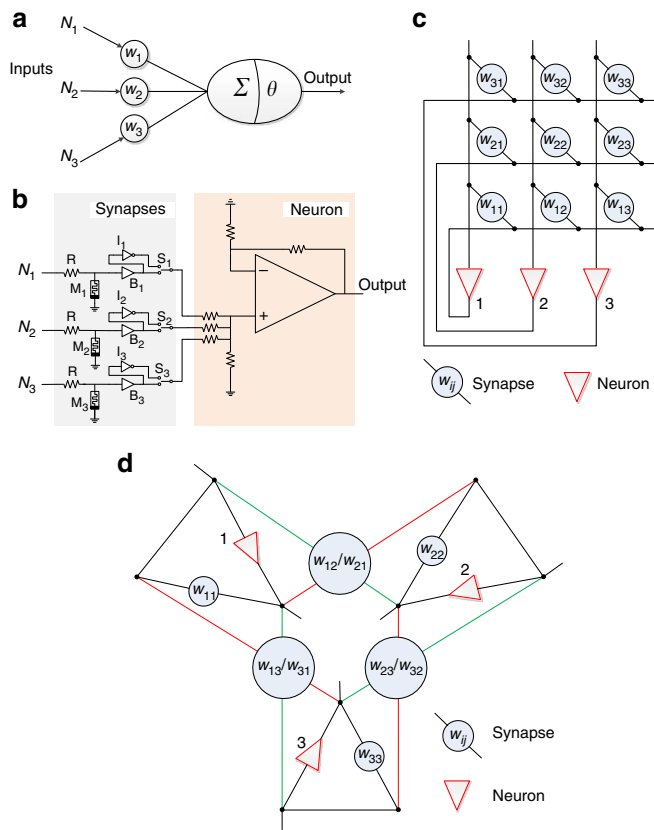 a
N1
Inputs
N2
N3
w1
w2
w3
Σ θ
Output
b
Synapses
Neuron
N1
R
M1
I1
B1
S1
N2
R
M2
I2
B2
S2
N3
R
M3
I3
B3
S3
−
+
Output
c
w31 w32 w33
w21 w22 w23
w11 w12 w13
1 2 3
wij Synapse
Neuron
d
1
w12/w21
w22
2
w11
w13/w31
w23/w32
3
w33
wij Synapse
Neuron